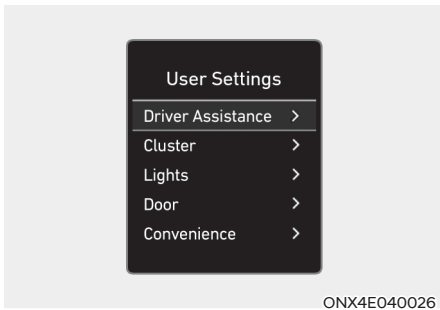 User Settings
Driver Assistance >
Cluster >
Lights >
Door >
Convenience >
ONX4E040026